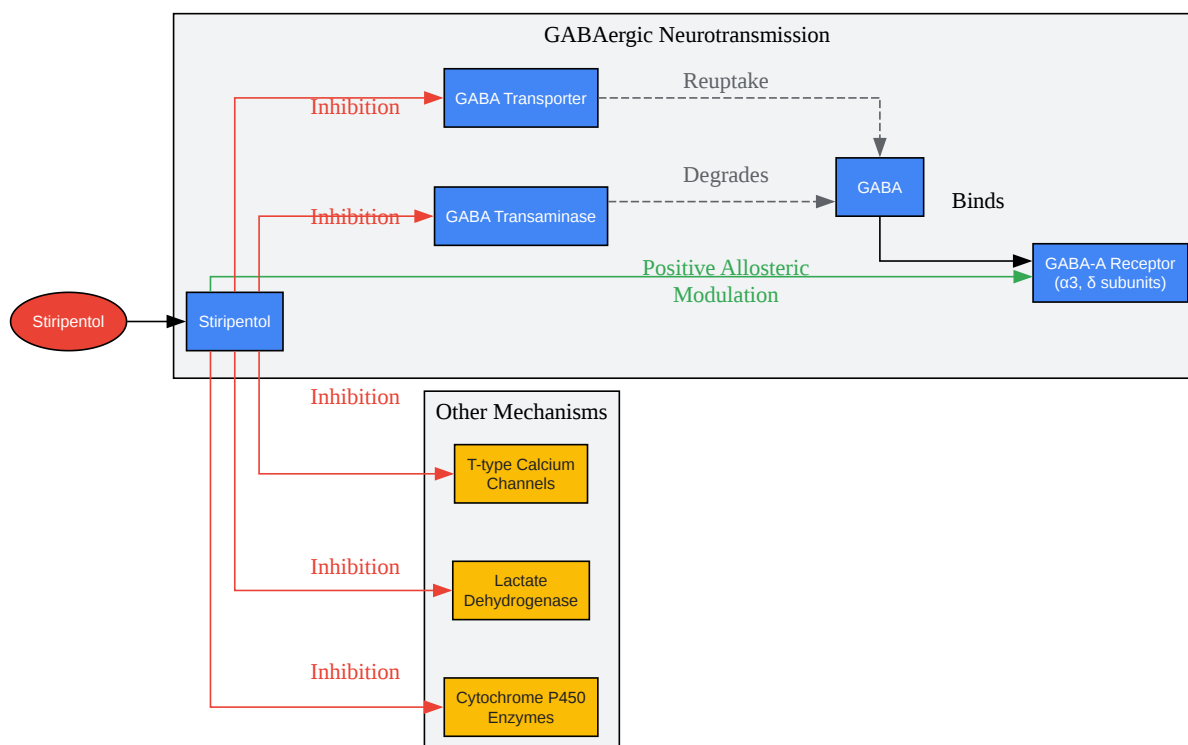 GABAergic Neurotransmission
Reuptake
Inhibition
GABA Transporter
Degrades
GABA
Inhibition
GABA Transaminase
Binds
Positive Allosteric
Modulation
GABA-A Receptor
(α3, δ subunits)
Stiripentol
Stiripentol
Inhibition
Other Mechanisms
T-type Calcium
Channels
Inhibition
Lactate
Dehydrogenase
Inhibition
Cytochrome P450
Enzymes